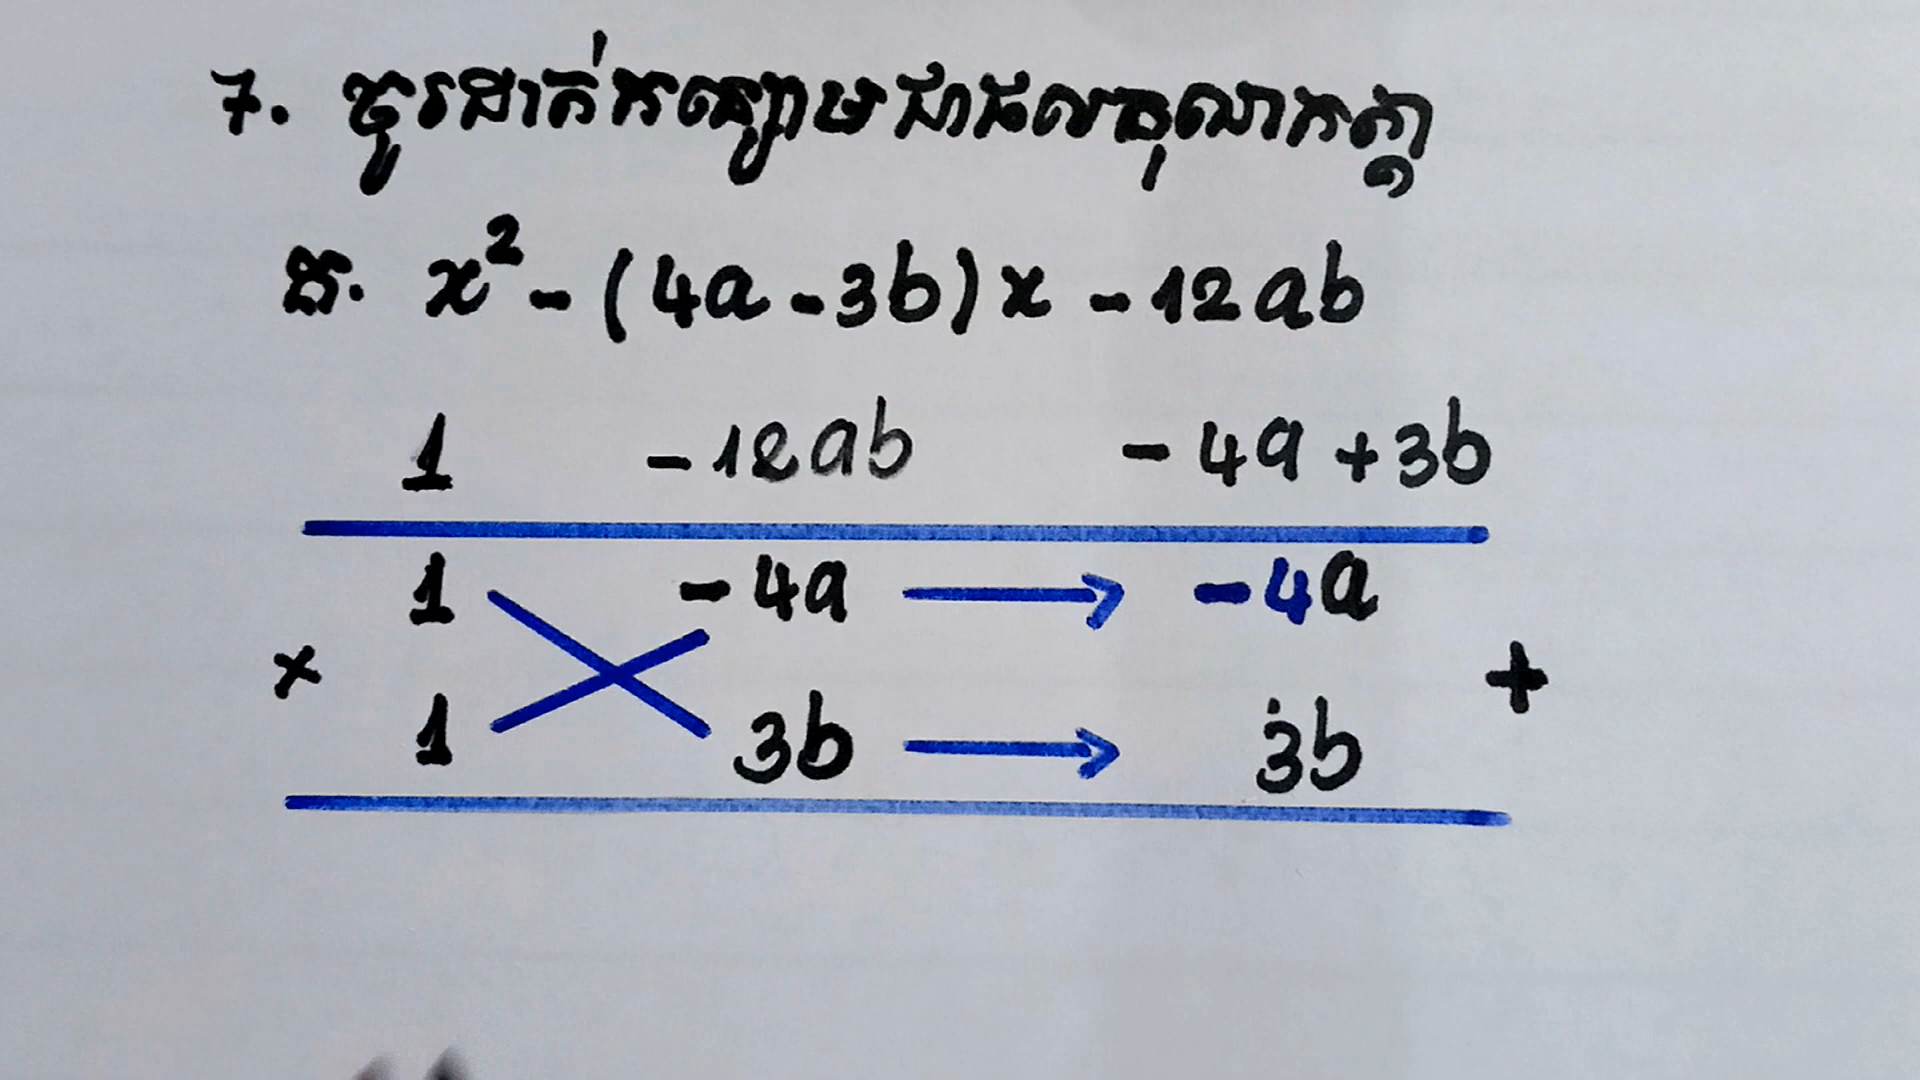 7. ចូរដាក់កន្សោមជាផលគុណកត្តា
ង. x² - (4a - 3b)x - 12ab
1 -12ab -4a + 3b
1 -4a → -4a
× +
1 3b → 3b